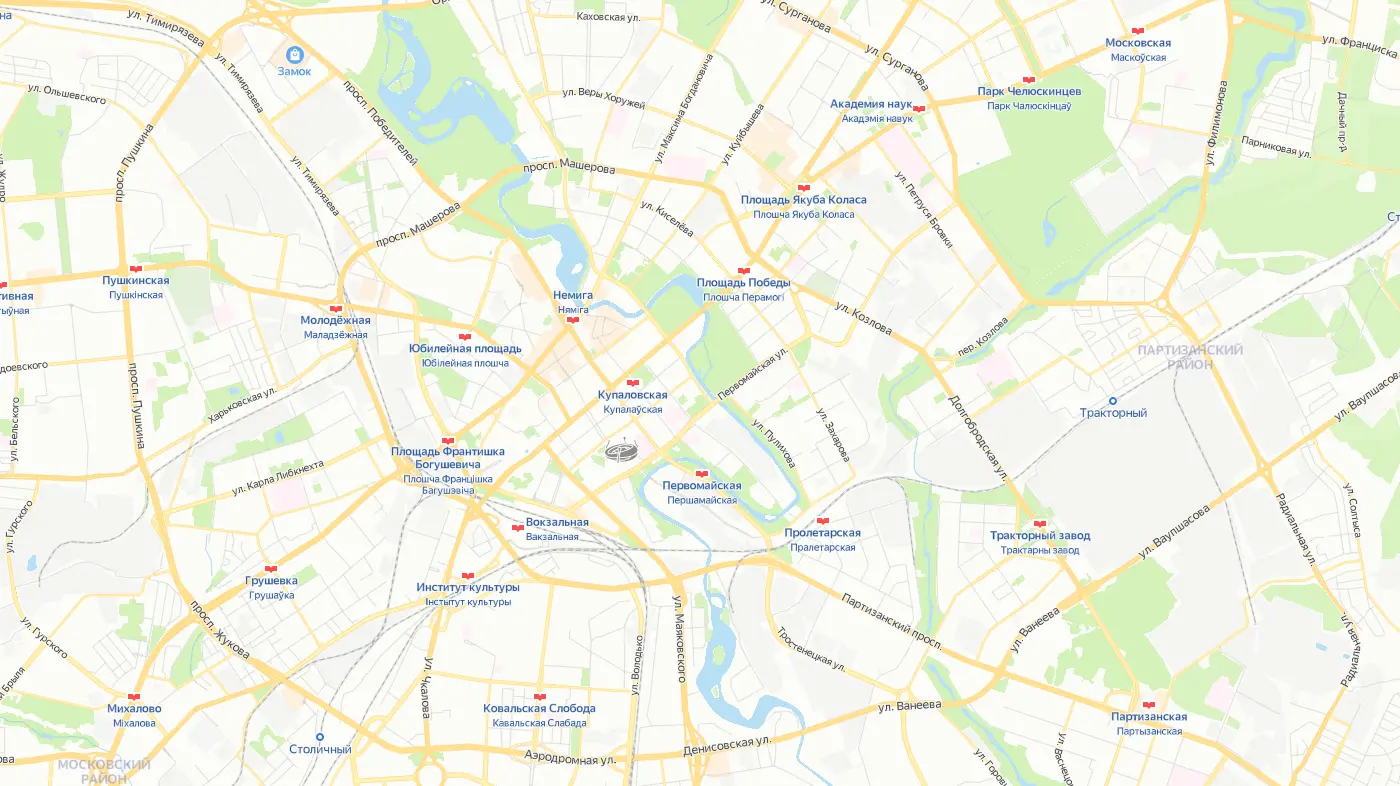 ул. Тимирязева
Каховская ул.
ул. Сурганова
ул. Сурганова
Московская
Маскоўская
ул. Франциска
Замок
ул. Тимирязева
просп. Победителей
ул. Ольшевского
ул. Веры Хоружей
ул. Максима Богдановича
ул. Куйбышева
Академия наук
Акадэмія навук
Парк Челюскинцев
Парк Чалюскінцаў
ул. Филимонова
Дачный пр-д
Парниковая ул.
просп. Пушкина
ул. Тимирязева
просп. Машерова
просп. Машерова
ул. Киселёва
Площадь Якуба Коласа
Плошча Якуба Коласа
ул. Петруся Бровки
Пушкинская
Пушкінская
Молодёжная
Маладзёжная
Немига
Няміга
Площадь Победы
Плошча Перамогі
ул. Козлова
пер. Козлова
Юбилейная площадь
Юбілейная плошча
ПАРТИЗАНСКИЙ
РАЙОН
просп. Пушкина
Харьковская ул.
Купаловская
Купалаўская
Первомайская ул.
ул. Пулихова
ул. Захарова
Долгобродская ул.
Тракторный
ул. Ваупшасова
ул. Бельского
Площадь Франтишка
Богушевича
Плошча Францішка
Багушэвіча
ул. Карла Либкнехта
Первомайская
Першамайская
Вокзальная
Вакзальная
Пролетарская
Пралетарская
Тракторный завод
Трактарны завод
ул. Ваупшасова
Радиальная ул.
ул. Солтыса
ул. Гурского
Грушевка
Грушаўка
Институт культуры
Інстытут культуры
просп. Жукова
ул. Гурского
ул. Маяковского
ул. Володько
ул. Чкалова
Партизанский просп.
Тростенецкая ул.
ул. Ванеева
ул. Ванеева
Михалово
Міхалова
Ковальская Слобода
Кавальская Слабада
Столичный
Аэродромная ул.
Денисовская ул.
Партизанская
Партызанская
МОСКОВСКИЙ
РАЙОН